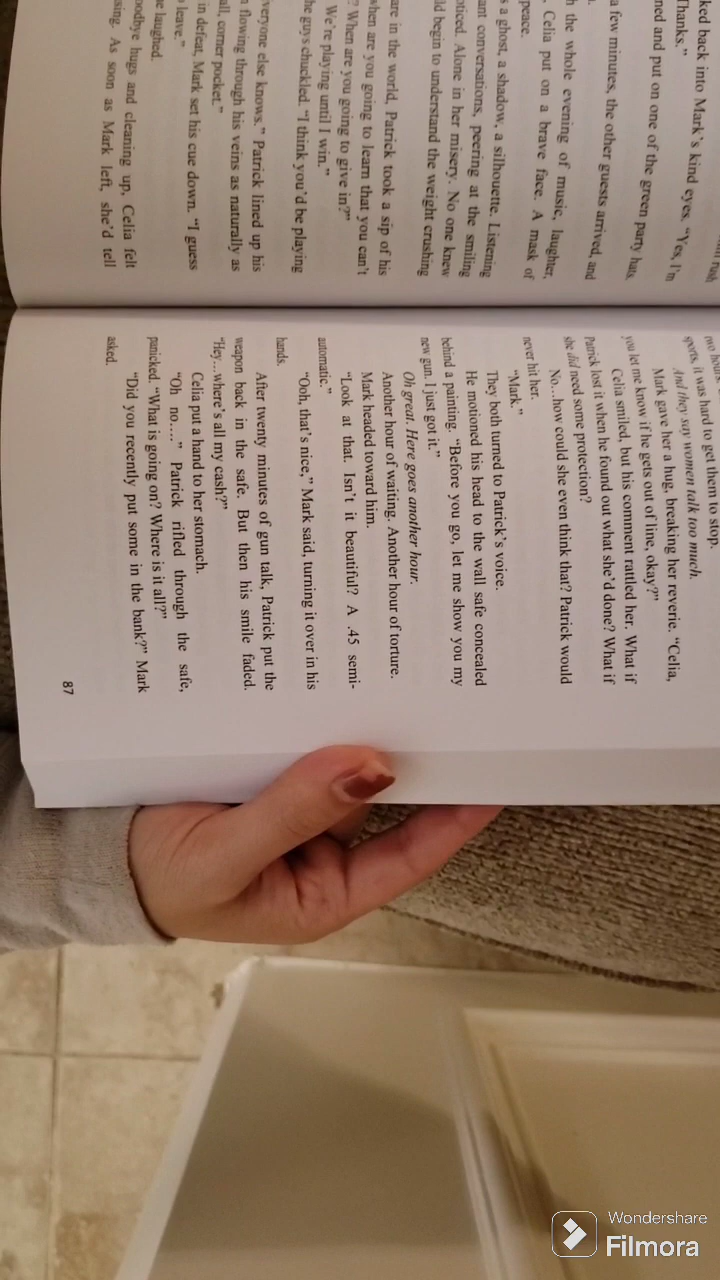 ked back into Mark's kind eyes. "Yes, I'm
Thanks."
ned and put on one of the green party hats,
a few minutes, the other guests arrived, and
h the whole evening of music, laughter,
, Celia put on a brave face. A mask of
peace.
s a ghost, a shadow, a silhouette. Listening
ant conversations, peering at the smiling
oticed. Alone in her misery. No one knew
ld begin to understand the weight crushing
are in the world, Patrick took a sip of his
when are you going to learn that you can't
? When are you going to give in?"
We're playing until I win."
he guys chuckled. "I think you'd be playing
veryone else knows." Patrick lined up his
n flowing through his veins as naturally as
all, corner pocket."
in defeat, Mark set his cue down. "I guess
o leave."
e laughed.
oodbye hugs and cleaning up, Celia felt
using. As soon as Mark left, she'd tell
two hours.
sports, it was hard to get them to stop.
And they say women talk too much.
Mark gave her a hug, breaking her reverie. "Celia,
you let me know if he gets out of line, okay?"
Celia smiled, but his comment rattled her. What if
Patrick lost it when he found out what she'd done? What if
she did need some protection?
No…how could she even think that? Patrick would
never hit her.
"Mark."
They both turned to Patrick's voice.
He motioned his head to the wall safe concealed
behind a painting. "Before you go, let me show you my
new gun. I just got it."
Oh great. Here goes another hour.
Another hour of waiting. Another hour of torture.
Mark headed toward him.
"Look at that. Isn't it beautiful? A .45 semi-
automatic."
"Ooh, that's nice," Mark said, turning it over in his
hands.
After twenty minutes of gun talk, Patrick put the
weapon back in the safe. But then his smile faded.
"Hey…where's all my cash?"
Celia put a hand to her stomach.
"Oh no…." Patrick rifled through the safe,
panicked. "What is going on? Where is it all?"
"Did you recently put some in the bank?" Mark
asked.
87
Wondershare
Filmora